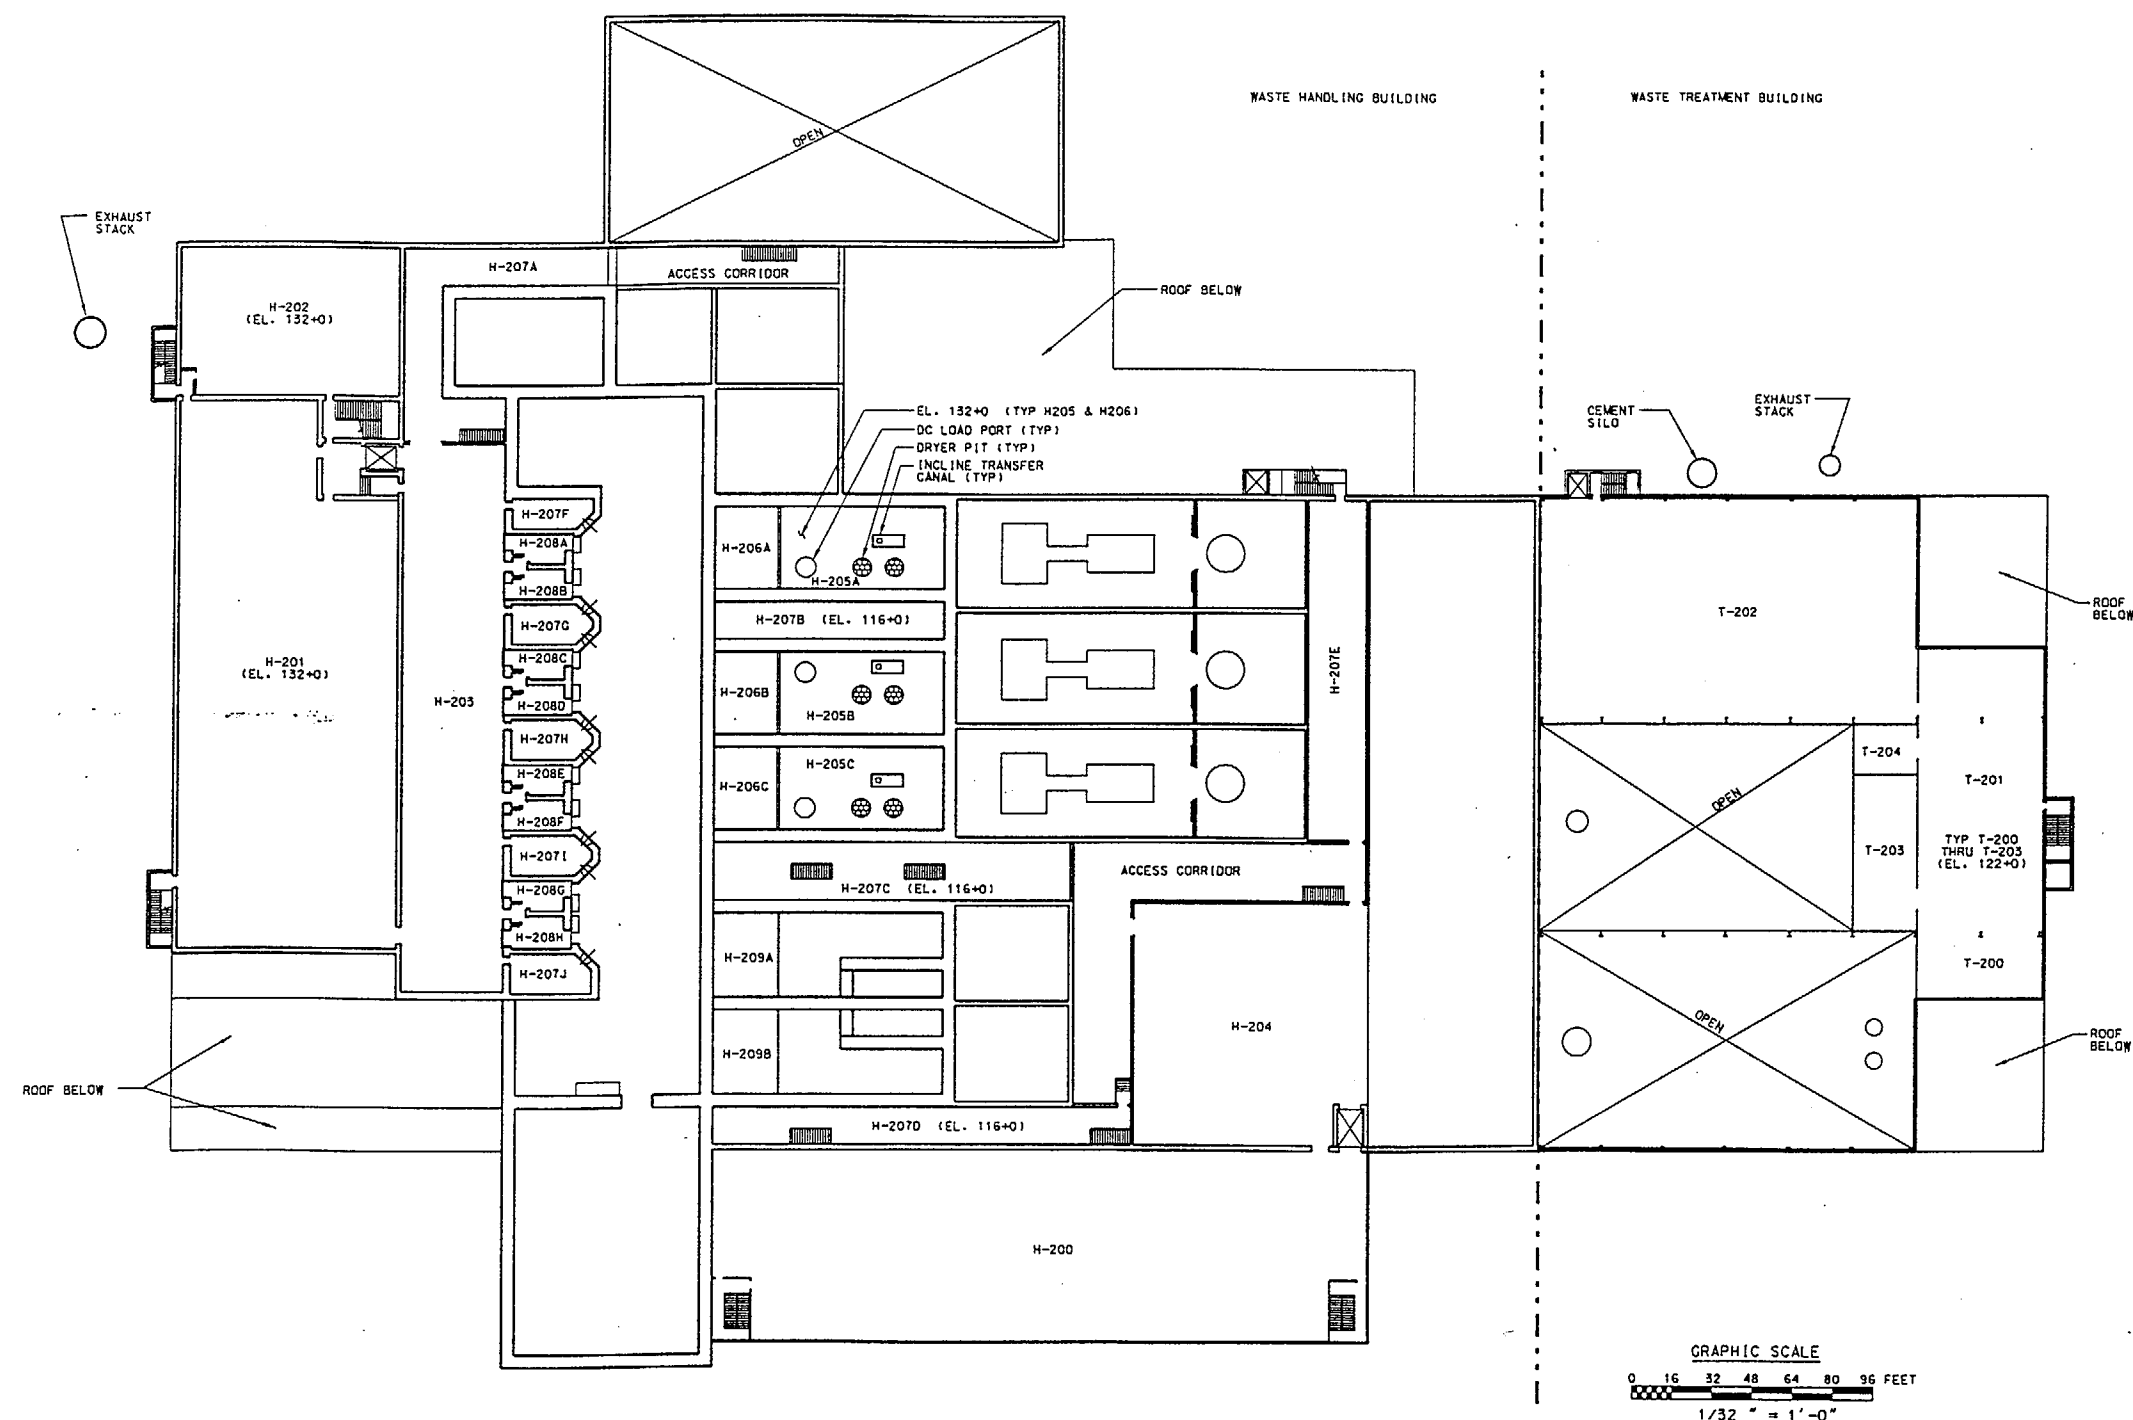 WASTE HANDLING BUILDING
WASTE TREATMENT BUILDING
OPEN
EXHAUST
STACK
H-207A
ACCESS CORRIDOR
H-202
(EL. 132+0)
ROOF BELOW
EL. 132+0 (TYP H205 & H206)
DC LOAD PORT (TYP)
DRYER PIT (TYP)
INCLINE TRANSFER
CANAL (TYP)
CEMENT
SILO
EXHAUST
STACK
H-207F
H-208A
H-208B
H-207G
H-208C
H-208D
H-207H
H-208E
H-208F
H-207I
H-208G
H-208H
H-207J
H-201
(EL. 132+0)
H-203
H-206A
H-205A
H-207B (EL. 116+0)
H-206B
H-205B
H-206C
H-205C
H-207E
H-207C (EL. 116+0)
ACCESS CORRIDOR
H-209A
H-209B
H-204
H-207D (EL. 116+0)
H-200
T-202
ROOF
BELOW
T-204
T-201
OPEN
T-203
TYP T-200
THRU T-203
(EL. 122+0)
T-200
OPEN
ROOF
BELOW
ROOF BELOW
GRAPHIC SCALE
0 16 32 48 64 80 96 FEET
1/32 " = 1'-0"